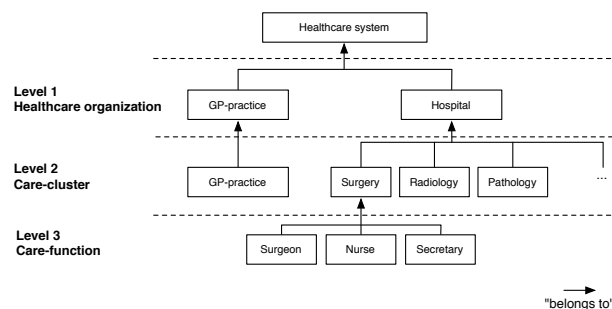 Healthcare system
Level 1
Healthcare organization
GP-practice
Hospital
Level 2
Care-cluster
GP-practice
Surgery
Radiology
Pathology
...
Level 3
Care-function
Surgeon
Nurse
Secretary
"belongs to"